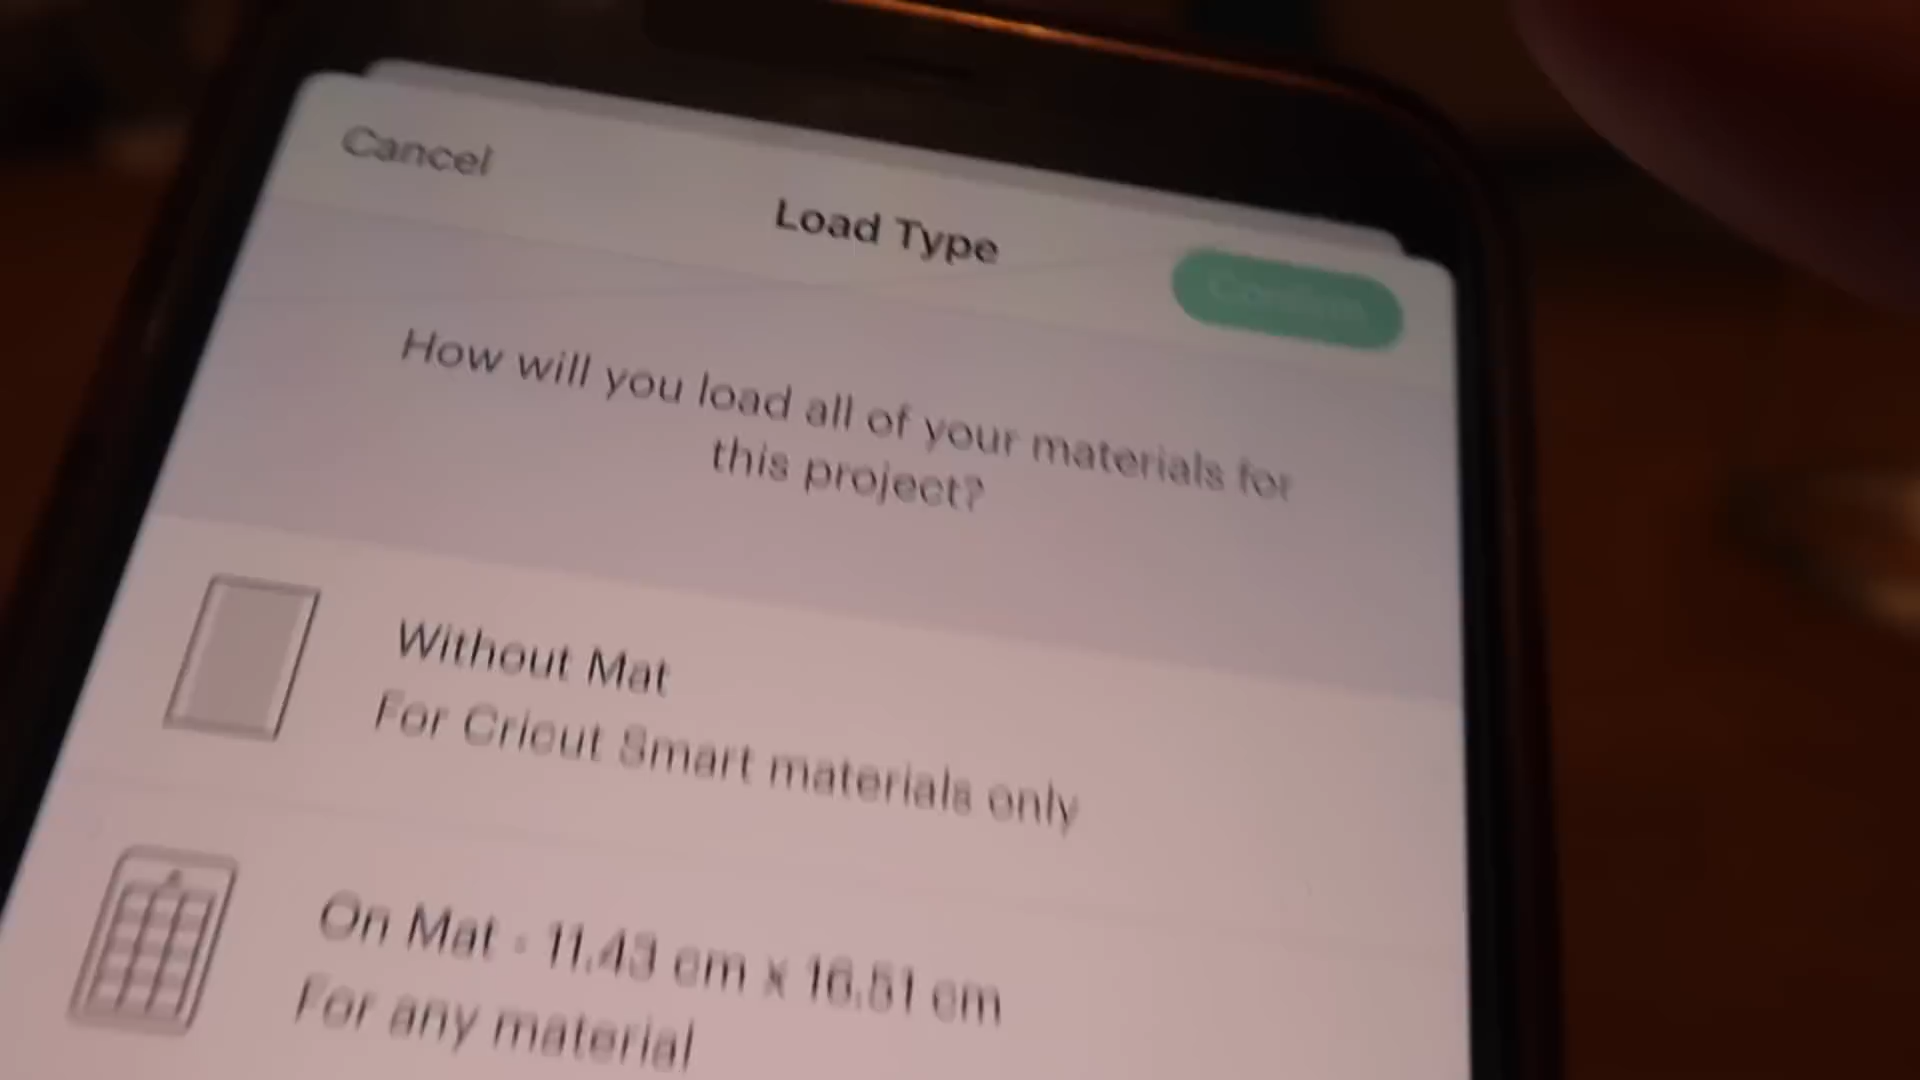 Cancel
Load Type
Confirm
How will you load all of your materials for
this project?
Without Mat
For Cricut Smart materials only
On Mat - 11.43 cm x 16.51 cm
For any material